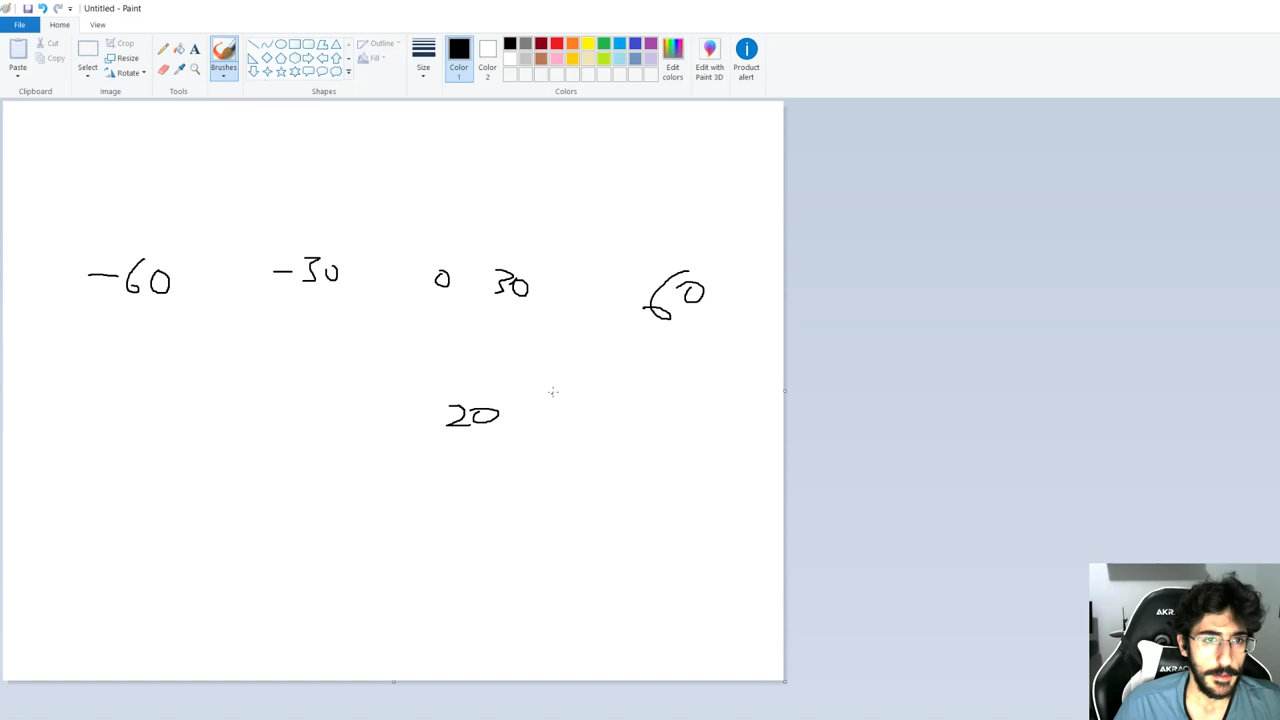 Untitled - Paint
File Home View
Paste
Cut
Copy
Clipboard
Select
Crop
Resize
Rotate
Image
A
Tools
Brushes
Outline
Fill
Shapes
Size
Color 1
Color 2
Colors
Edit colors
Edit with Paint 3D
Product alert
-60 -30 0 30 60
20
AKRACING
AKRACING